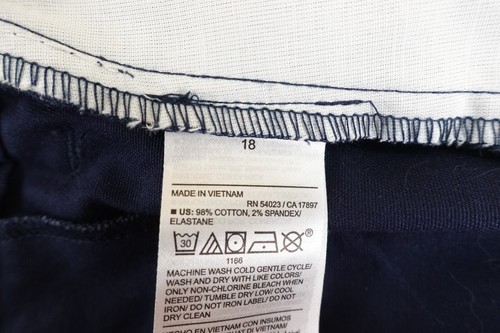 18
MADE IN VIETNAM
RN 54023 / CA 17897
■ US: 98% COTTON, 2% SPANDEX/
ELASTANE
30
®
1166
MACHINE WASH COLD GENTLE CYCLE/
WASH AND DRY WITH LIKE COLORS/
ONLY NON-CHLORINE BLEACH WHEN
NEEDED/ TUMBLE DRY LOW/ COOL
IRON/ DO NOT IRON LABEL/ DO NOT
DRY CLEAN
HECHO EN VIETNAM CON INSUMOS